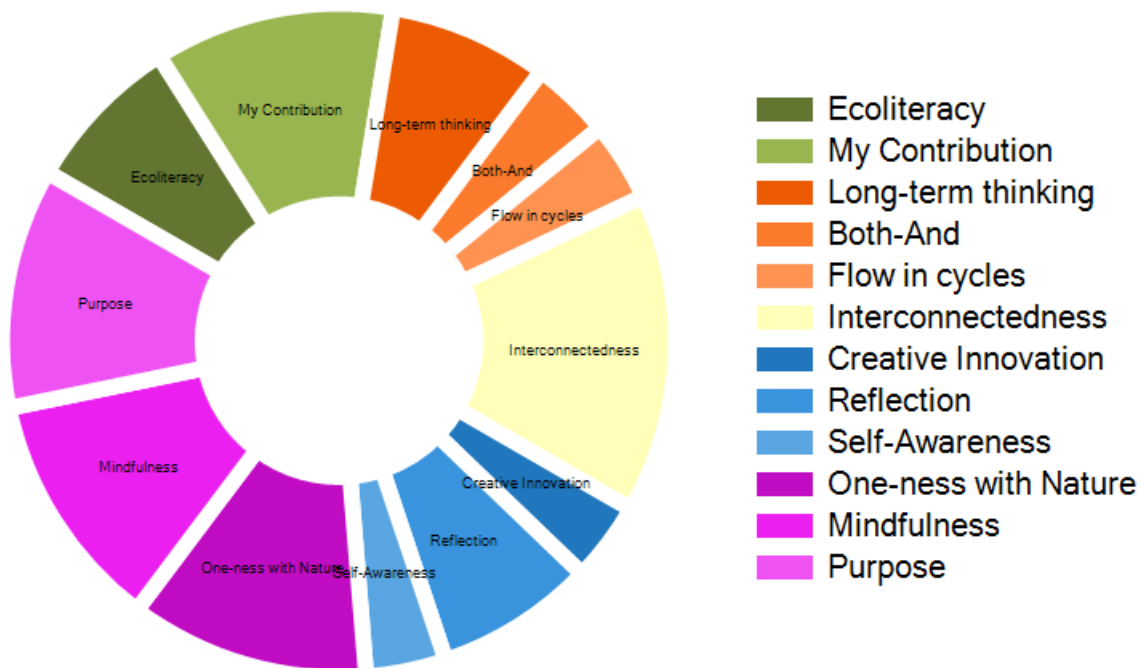 My Contribution
Long-term thinking
Both-And
Flow in cycles
Ecoliteracy
Purpose
Interconnectedness
Mindfulness
Creative Innovation
Reflection
One-ness with Nature
Self-Awareness
Ecoliteracy
My Contribution
Long-term thinking
Both-And
Flow in cycles
Interconnectedness
Creative Innovation
Reflection
Self-Awareness
One-ness with Nature
Mindfulness
Purpose